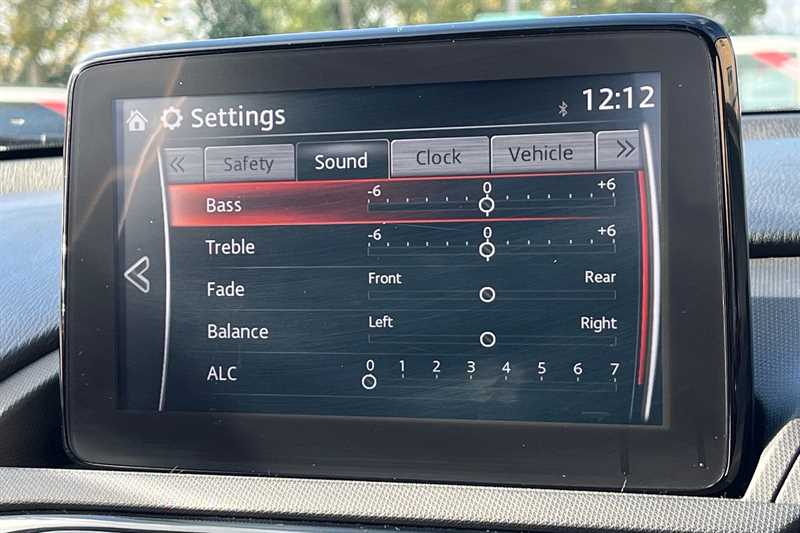 Settings 12:12
Safety Sound Clock Vehicle
Bass -6 0 +6
Treble -6 0 +6
Fade Front Rear
Balance Left Right
ALC 0 1 2 3 4 5 6 7